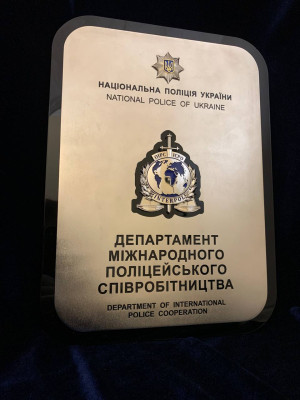 НАЦІОНАЛЬНА ПОЛІЦІЯ УКРАЇНИ
NATIONAL POLICE OF UKRAINE
INTERPOL
ДЕПАРТАМЕНТ
МІЖНАРОДНОГО
ПОЛІЦЕЙСЬКОГО
СПІВРОБІТНИЦТВА
DEPARTMENT OF INTERNATIONAL
POLICE COOPERATION